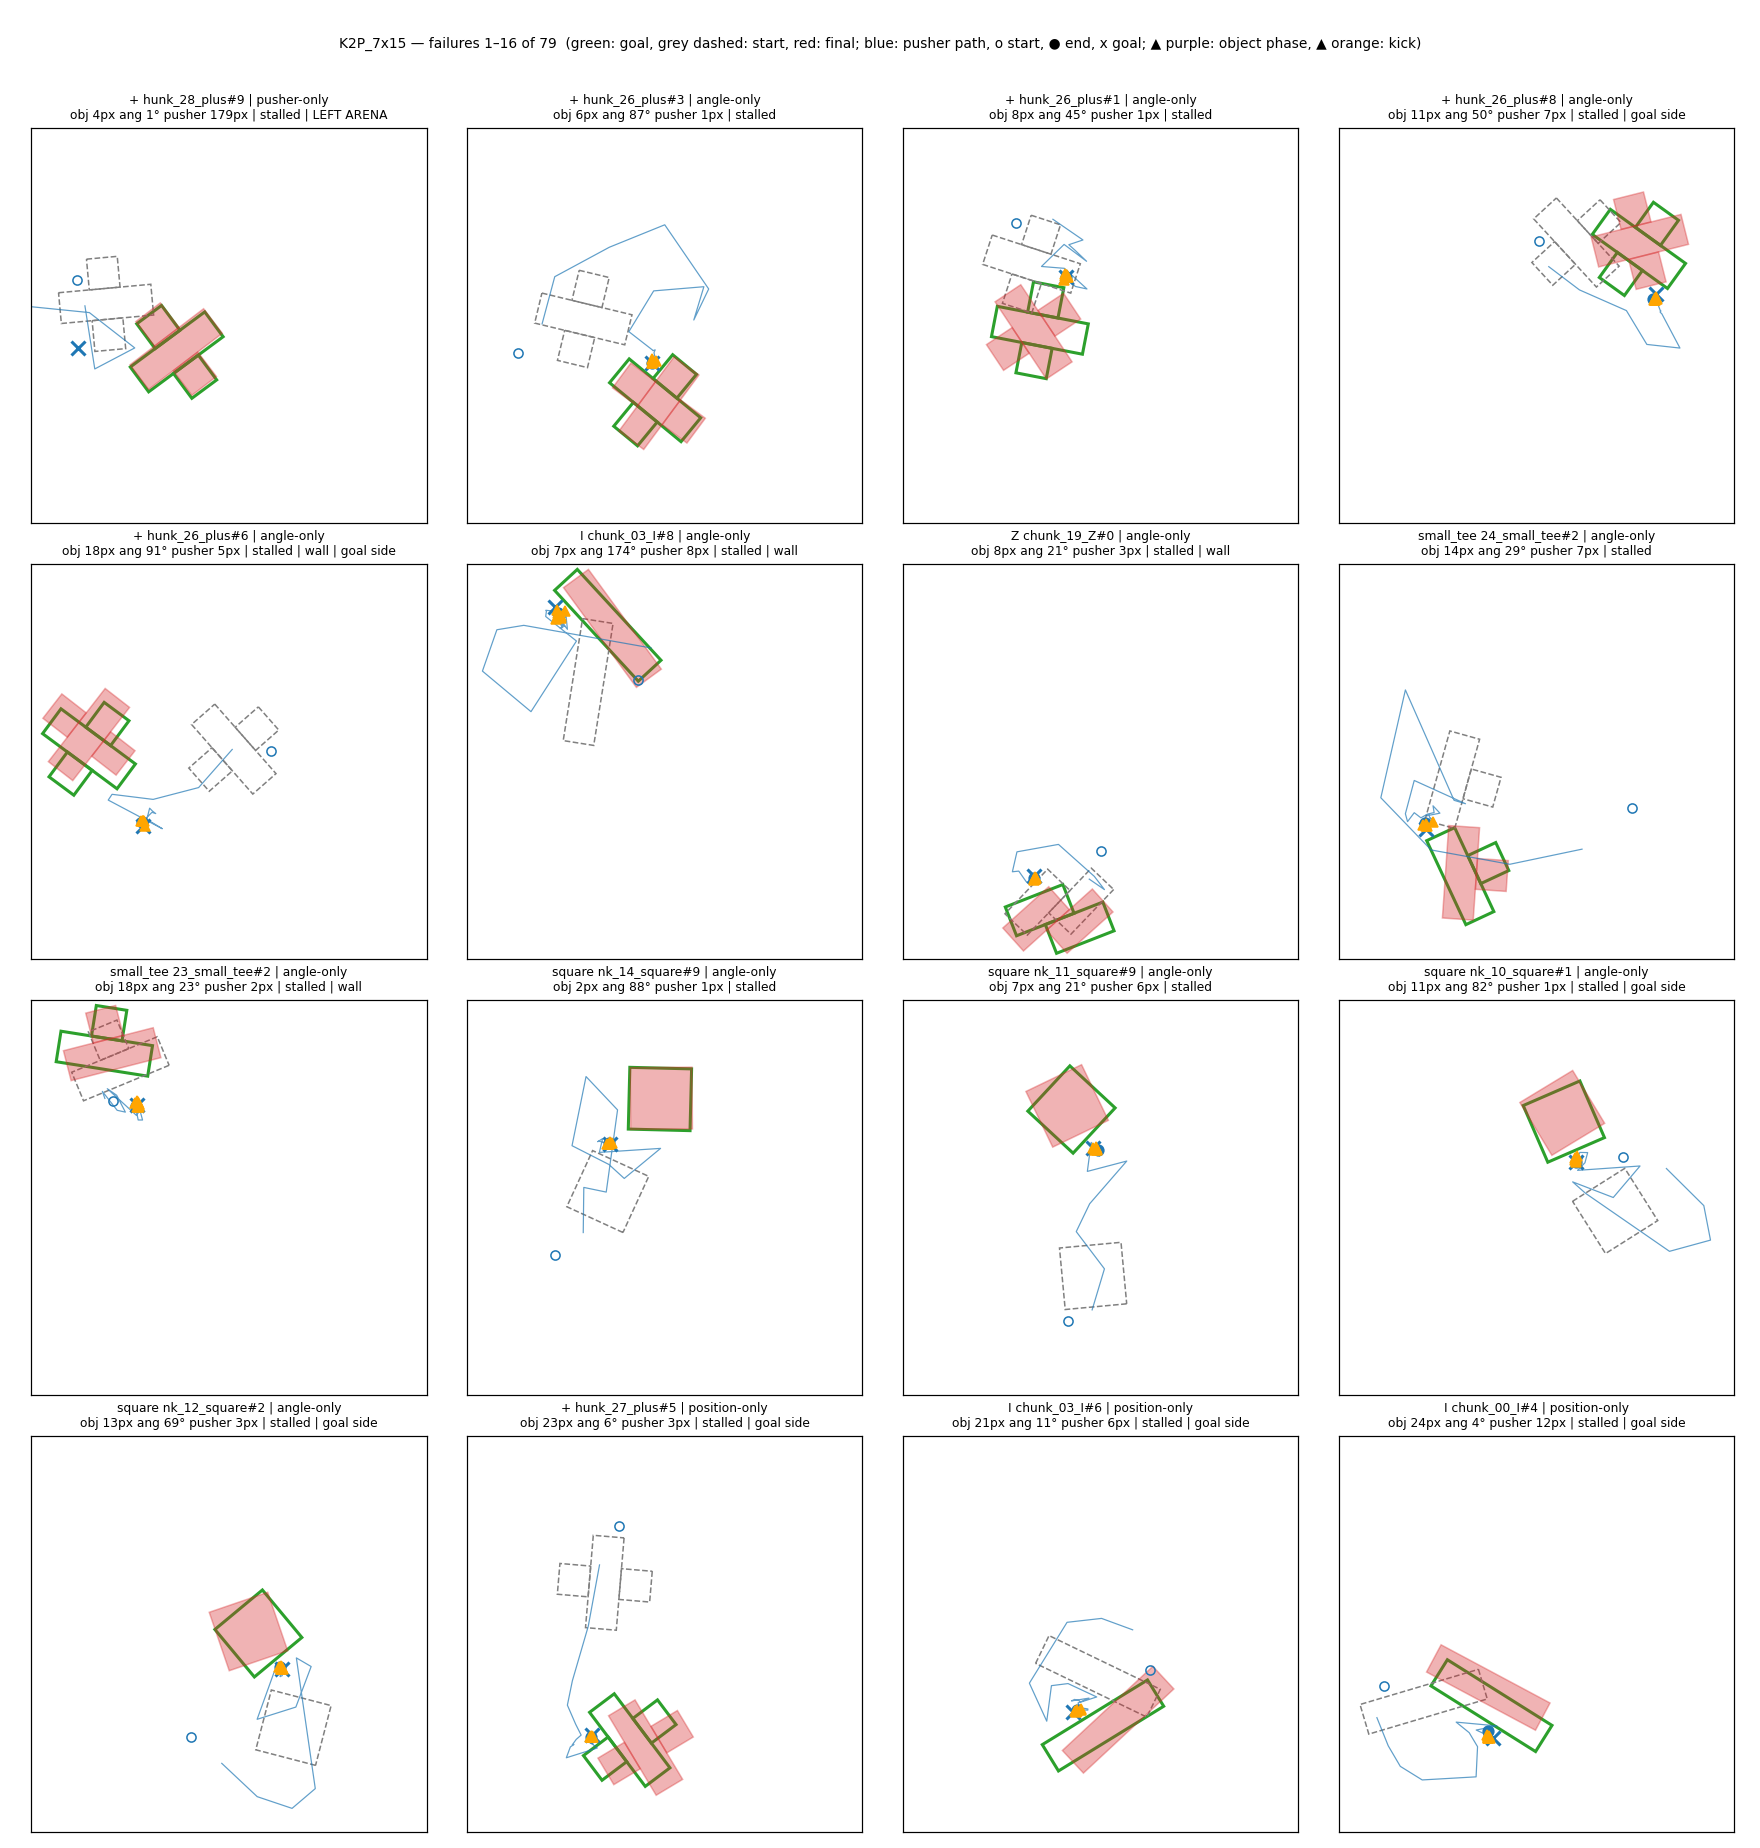 K2P_7x15 — failures 1–16 of 79  (green: goal, grey dashed: start, red: final; blue: pusher path, o start, ● end, x goal; ▲ purple: object phase, ▲ orange: kick)
+ hunk_28_plus#9 | pusher-only
obj 4px ang 1° pusher 179px | stalled | LEFT ARENA
+ hunk_26_plus#3 | angle-only
obj 6px ang 87° pusher 1px | stalled
+ hunk_26_plus#1 | angle-only
obj 8px ang 45° pusher 1px | stalled
+ hunk_26_plus#8 | angle-only
obj 11px ang 50° pusher 7px | stalled | goal side
+ hunk_26_plus#6 | angle-only
obj 18px ang 91° pusher 5px | stalled | wall | goal side
I chunk_03_I#8 | angle-only
obj 7px ang 174° pusher 8px | stalled | wall
Z chunk_19_Z#0 | angle-only
obj 8px ang 21° pusher 3px | stalled | wall
small_tee 24_small_tee#2 | angle-only
obj 14px ang 29° pusher 7px | stalled
small_tee 23_small_tee#2 | angle-only
obj 18px ang 23° pusher 2px | stalled | wall
square nk_14_square#9 | angle-only
obj 2px ang 88° pusher 1px | stalled
square nk_11_square#9 | angle-only
obj 7px ang 21° pusher 6px | stalled
square nk_10_square#1 | angle-only
obj 11px ang 82° pusher 1px | stalled | goal side
square nk_12_square#2 | angle-only
obj 13px ang 69° pusher 3px | stalled | goal side
+ hunk_27_plus#5 | position-only
obj 23px ang 6° pusher 3px | stalled | goal side
I chunk_03_I#6 | position-only
obj 21px ang 11° pusher 6px | stalled | goal side
I chunk_00_I#4 | position-only
obj 24px ang 4° pusher 12px | stalled | goal side